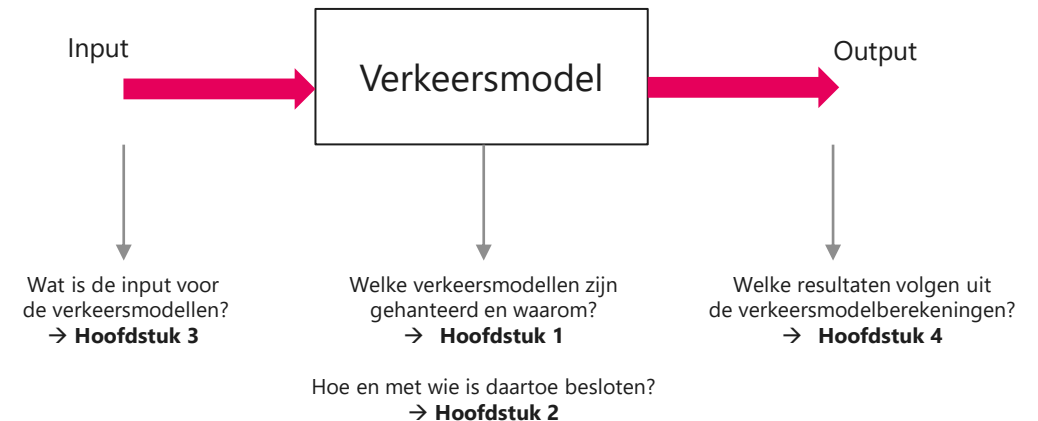 Input
Verkeersmodel
Output
Wat is de input voor
de verkeersmodellen?
→ Hoofdstuk 3
Welke verkeersmodellen zijn
gehanteerd en waarom?
→ Hoofdstuk 1
Hoe en met wie is daartoe besloten?
→ Hoofdstuk 2
Welke resultaten volgen uit
de verkeersmodelberekeningen?
→ Hoofdstuk 4